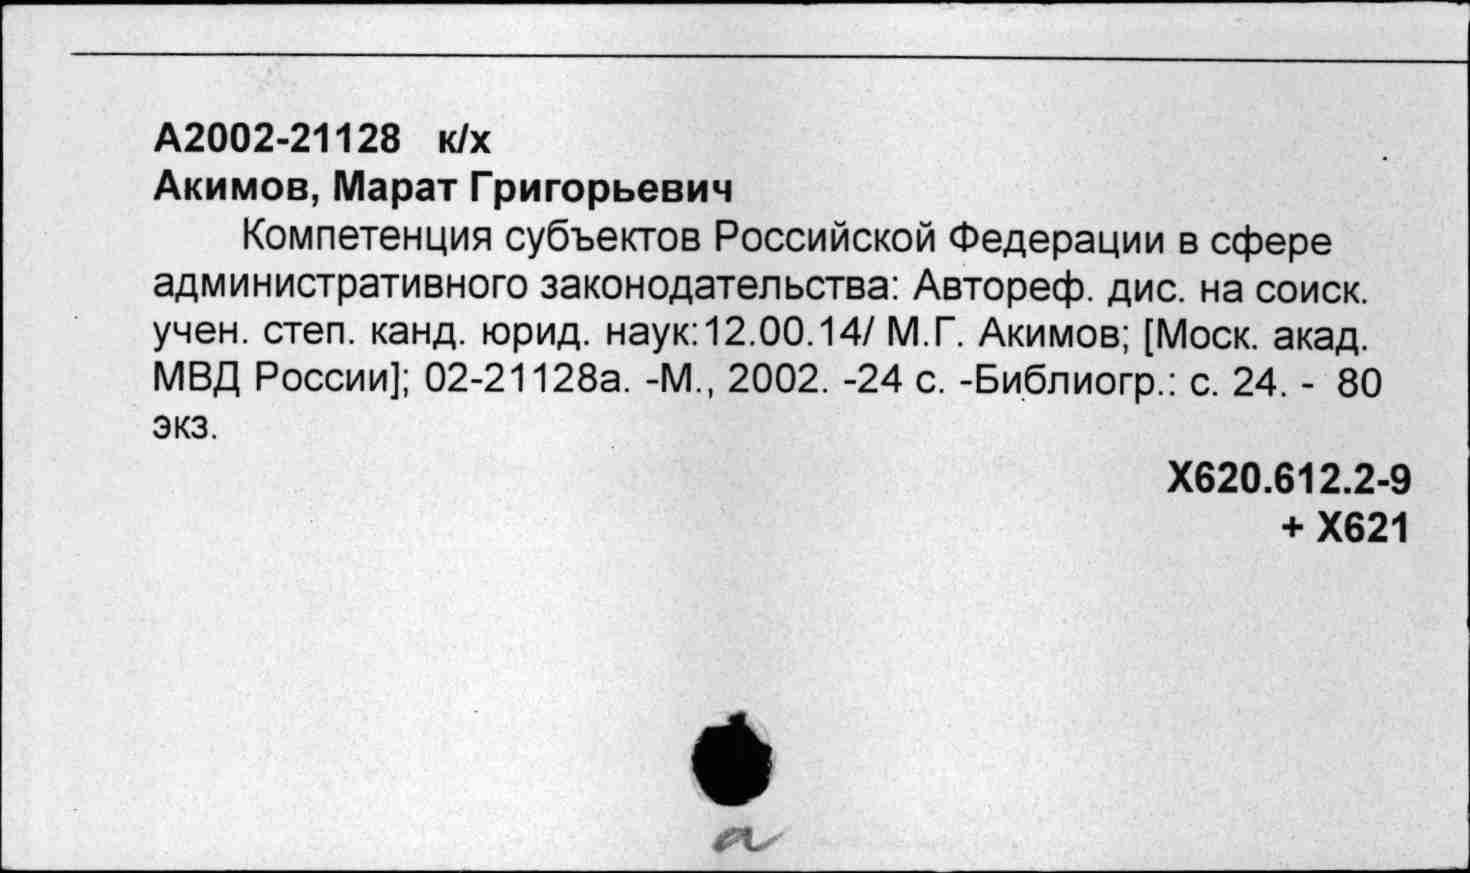 А2002-21128 к/х
Акимов, Марат Григорьевич
Компетенция субъектов Российской Федерации в сфере
административного законодательства: Автореф. дис. на соиск.
учен. степ. канд. юрид. наук:12.00.14/ М.Г. Акимов; [Моск. акад.
МВД России]; 02-21128а. -М., 2002. -24 с. -Библиогр.: с. 24. - 80
экз.
Х620.612.2-9
+ Х621
а